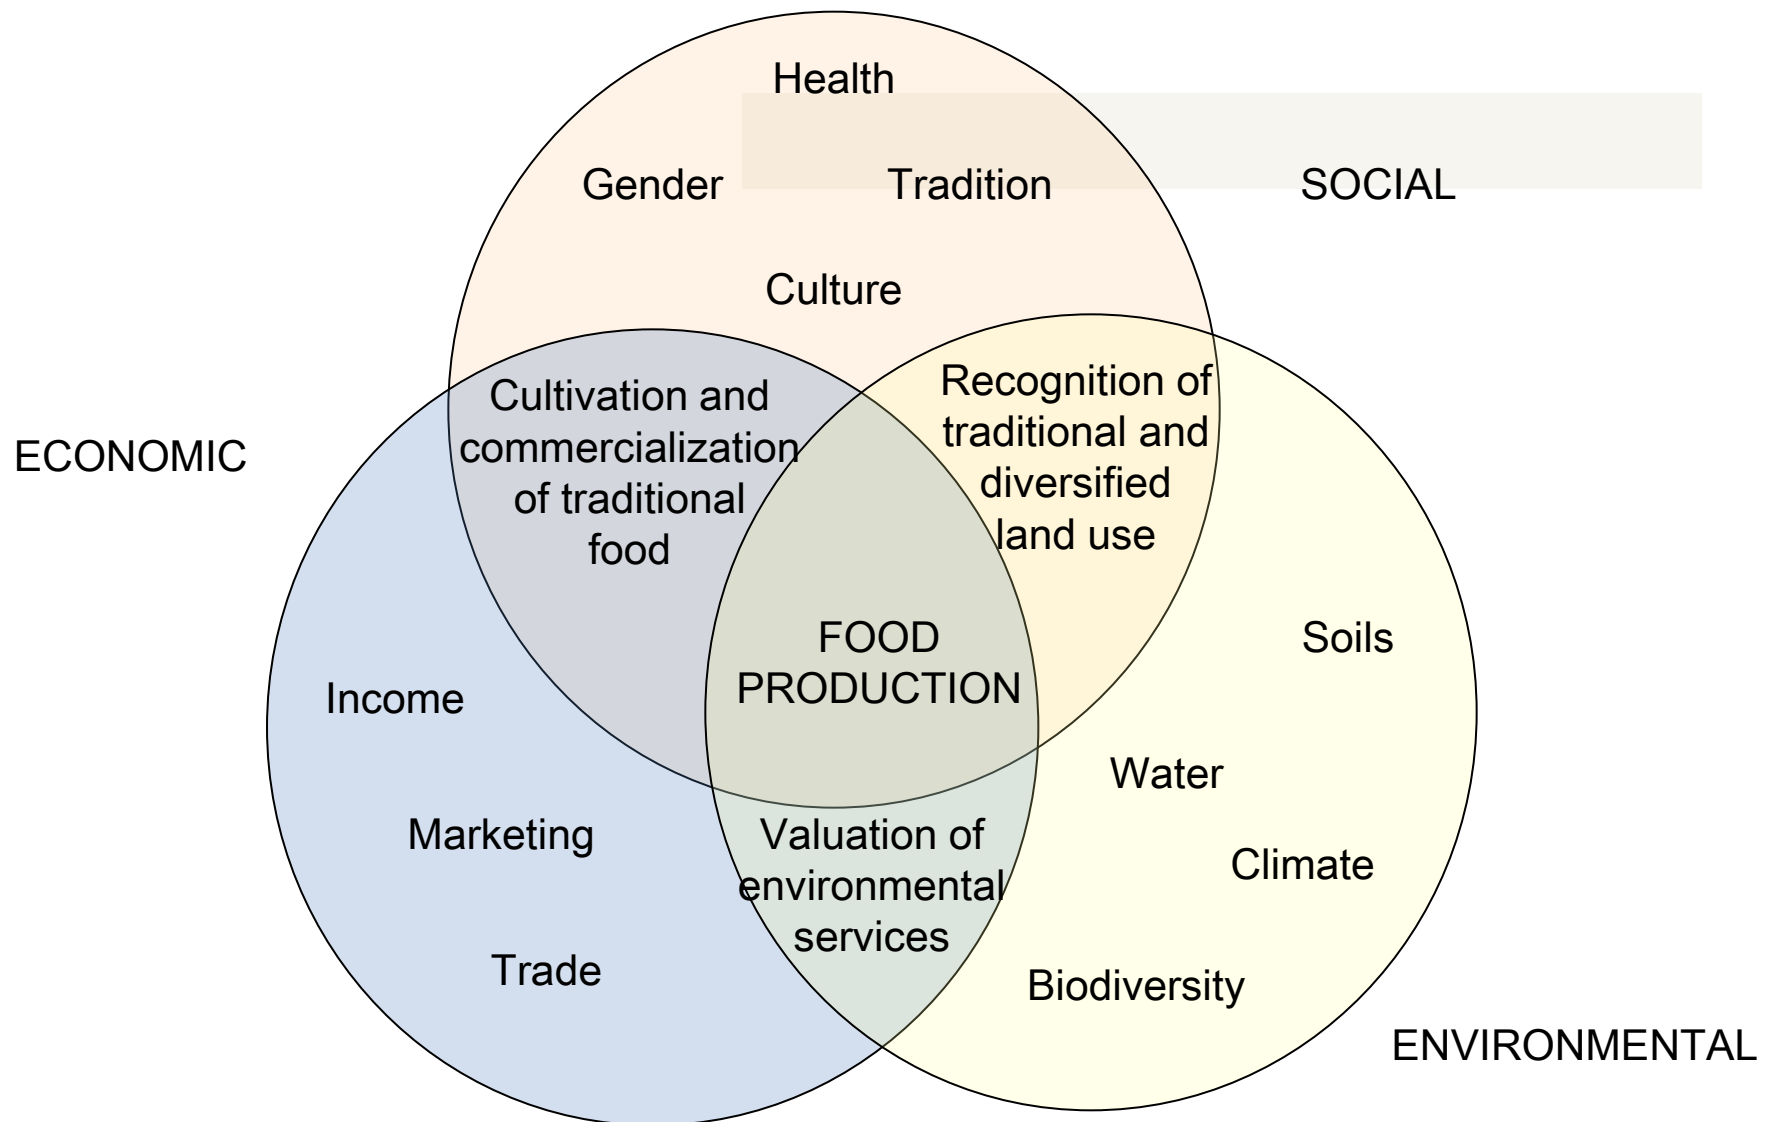 Health
Gender
Tradition
SOCIAL
Culture
Cultivation and
commercialization
of traditional
food
Recognition of
traditional and
diversified
land use
ECONOMIC
FOOD
PRODUCTION
Soils
Income
Water
Marketing
Valuation of
environmental
services
Climate
Trade
Biodiversity
ENVIRONMENTAL